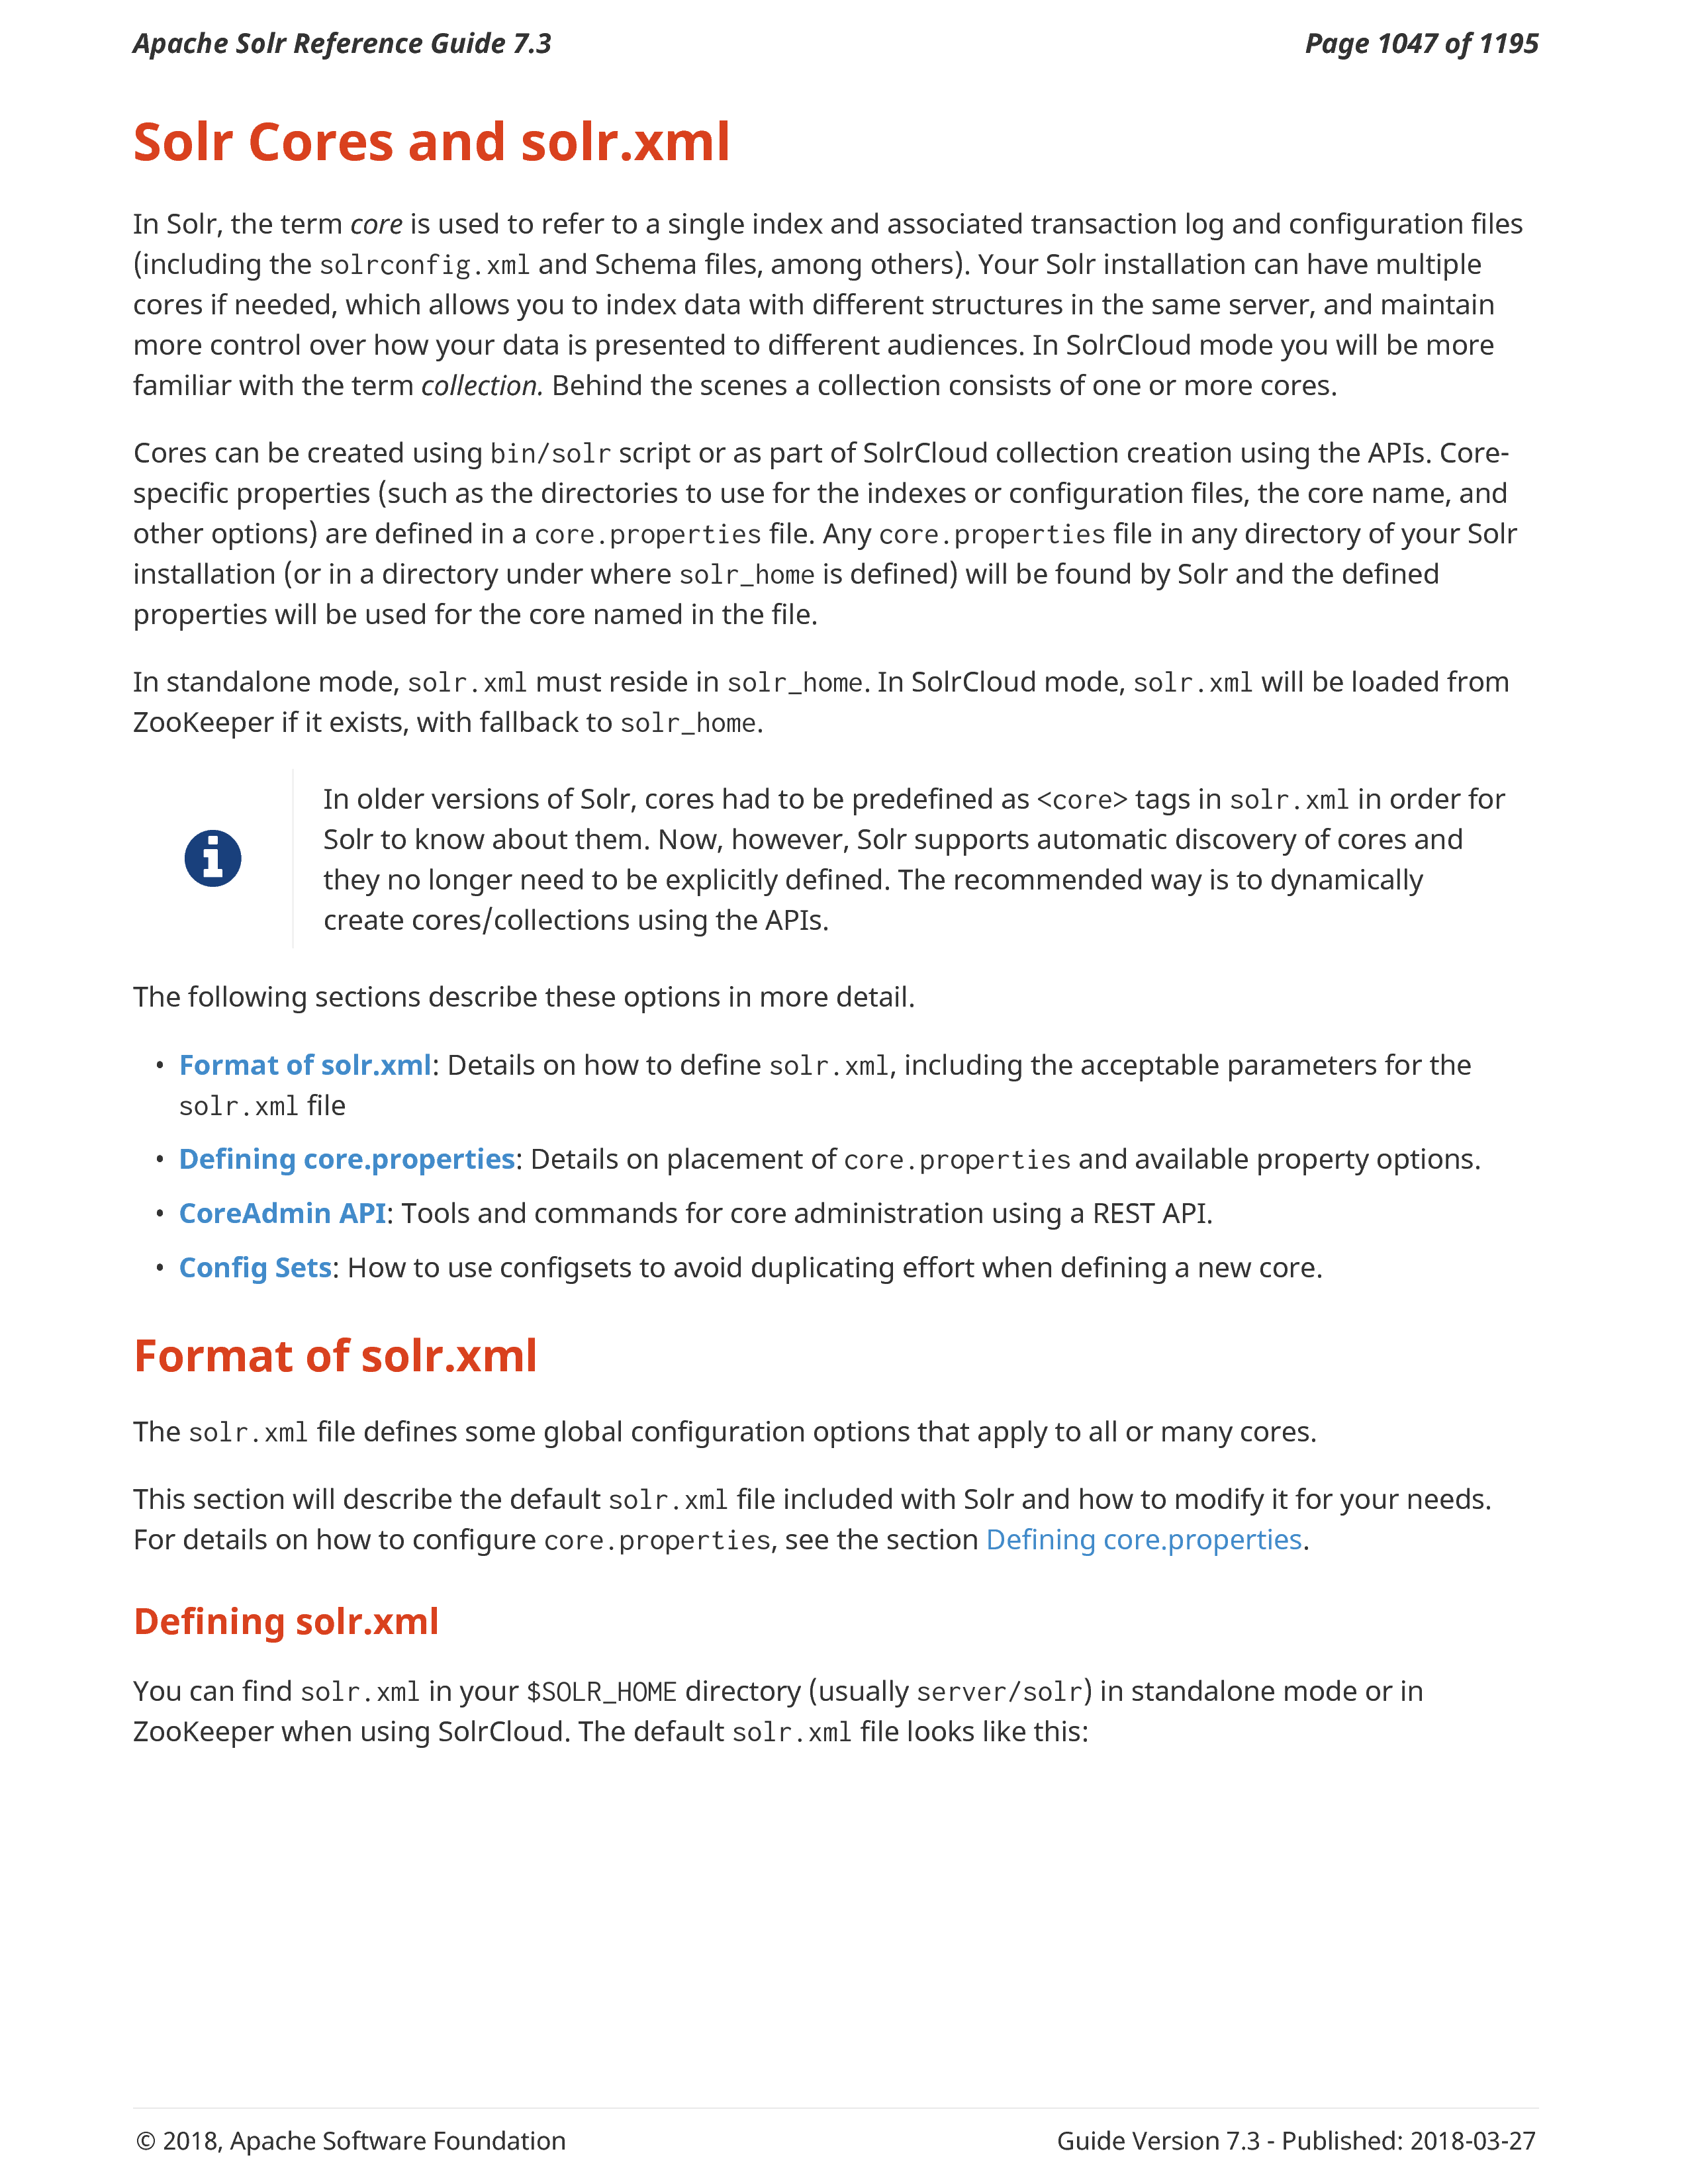 Apache Solr Reference Guide 7.3 Page 1047 of 1195
Solr Cores and solr.xml
In Solr, the term core is used to refer to a single index and associated transaction log and configuration files
(including the solrconfig.xml and Schema files, among others). Your Solr installation can have multiple
cores if needed, which allows you to index data with different structures in the same server, and maintain
more control over how your data is presented to different audiences. In SolrCloud mode you will be more
familiar with the term collection. Behind the scenes a collection consists of one or more cores.
Cores can be created using bin/solr script or as part of SolrCloud collection creation using the APIs. Core-
specific properties (such as the directories to use for the indexes or configuration files, the core name, and
other options) are defined in a core.properties file. Any core.properties file in any directory of your Solr
installation (or in a directory under where solr_home is defined) will be found by Solr and the defined
properties will be used for the core named in the file.
In standalone mode, solr.xml must reside in solr_home. In SolrCloud mode, solr.xml will be loaded from
ZooKeeper if it exists, with fallback to solr_home.
In older versions of Solr, cores had to be predefined as <core> tags in solr.xml in order for
Solr to know about them. Now, however, Solr supports automatic discovery of cores and
they no longer need to be explicitly defined. The recommended way is to dynamically
create cores/collections using the APIs.
The following sections describe these options in more detail.
• Format of solr.xml: Details on how to define solr.xml, including the acceptable parameters for the
solr.xml file
• Defining core.properties: Details on placement of core.properties and available property options.
• CoreAdmin API: Tools and commands for core administration using a REST API.
• Config Sets: How to use configsets to avoid duplicating effort when defining a new core.
Format of solr.xml
The solr.xml file defines some global configuration options that apply to all or many cores.
This section will describe the default solr.xml file included with Solr and how to modify it for your needs.
For details on how to configure core.properties, see the section Defining core.properties.
Defining solr.xml
You can find solr.xml in your $SOLR_HOME directory (usually server/solr) in standalone mode or in
ZooKeeper when using SolrCloud. The default solr.xml file looks like this:
© 2018, Apache Software Foundation Guide Version 7.3 - Published: 2018-03-27